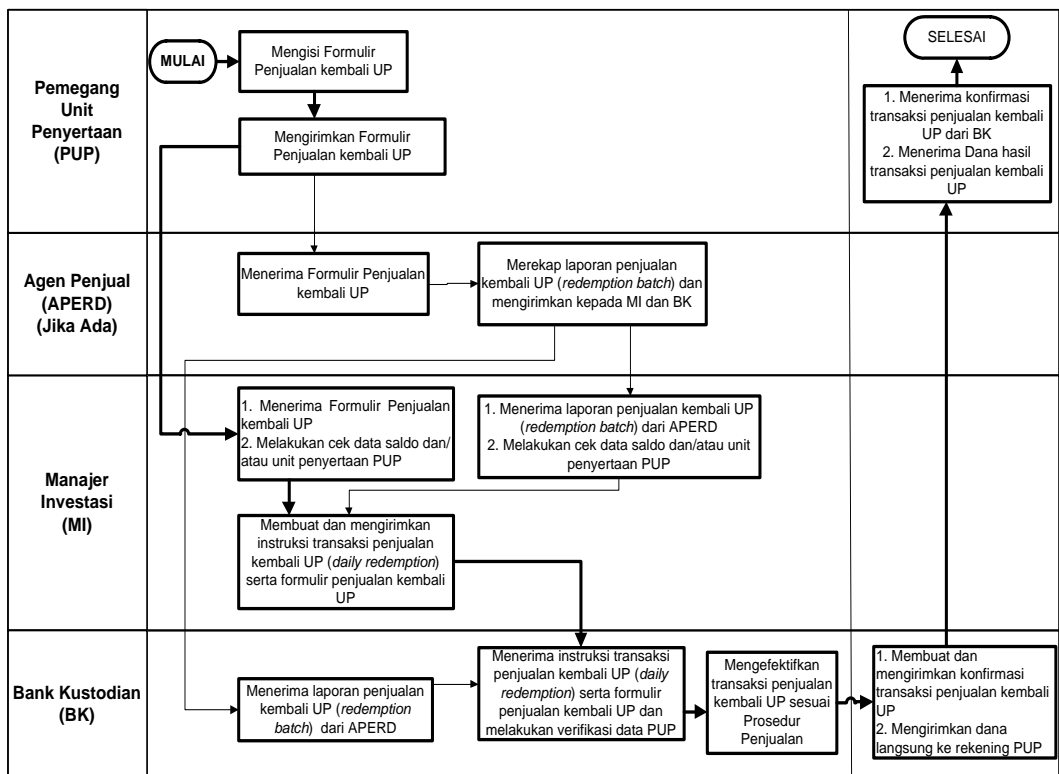 Pemegang
Unit
Penyertaan
(PUP)
MULAI
Mengisi Formulir
Penjualan kembali UP
Mengirimkan Formulir
Penjualan kembali UP
SELESAI
1. Menerima konfirmasi
transaksi penjualan kembali
UP dari BK
2. Menerima Dana hasil
transaksi penjualan kembali
UP
Agen Penjual
(APERD)
(Jika Ada)
Menerima Formulir Penjualan
kembali UP
Merekap laporan penjualan
kembali UP (redemption batch) dan
mengirimkan kepada MI dan BK
Manajer
Investasi
(MI)
1. Menerima Formulir Penjualan
kembali UP
2. Melakukan cek data saldo dan/
atau unit penyertaan PUP
1. Menerima laporan penjualan kembali UP
(redemption batch) dari APERD
2. Melakukan cek data saldo dan/atau unit
penyertaan PUP
Membuat dan mengirimkan
instruksi transaksi penjualan
kembali UP (daily redemption)
serta formulir penjualan kembali
UP
Bank Kustodian
(BK)
Menerima laporan penjualan
kembali UP (redemption
batch) dari APERD
Menerima instruksi transaksi
penjualan kembali UP (daily
redemption) serta formulir
penjualan kembali UP dan
melakukan verifikasi data PUP
Mengefektifkan
transaksi penjualan
kembali UP sesuai
Prosedur
Penjualan
1. Membuat dan
mengirimkan konfirmasi
transaksi penjualan kembali
UP
2. Mengirimkan dana
langsung ke rekening PUP